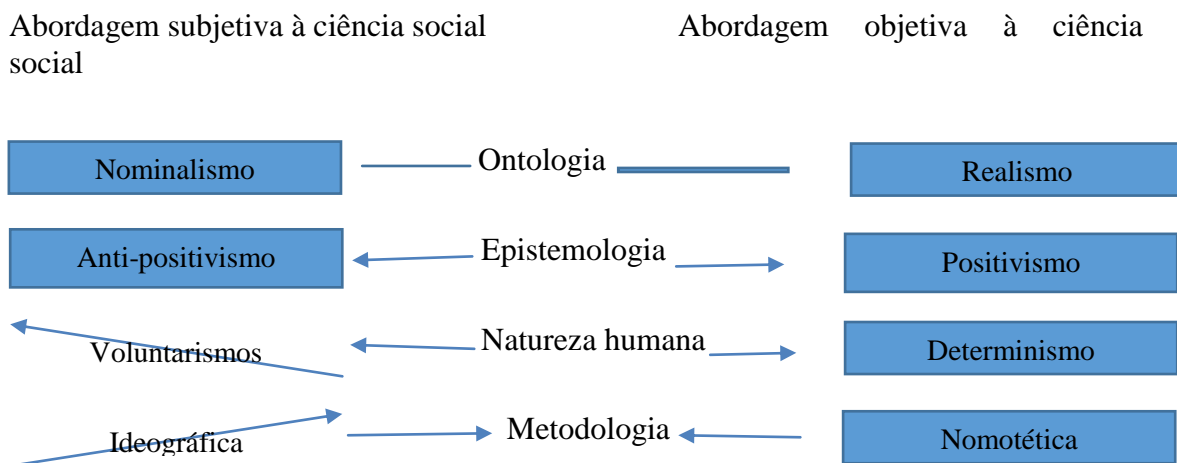 Abordagem subjetiva à ciência social Abordagem objetiva à ciência
social
Nominalismo Ontologia Realismo
Anti-positivismo Epistemologia Positivismo
Voluntarismos Natureza humana Determinismo
Ideográfica Metodologia Nomotética